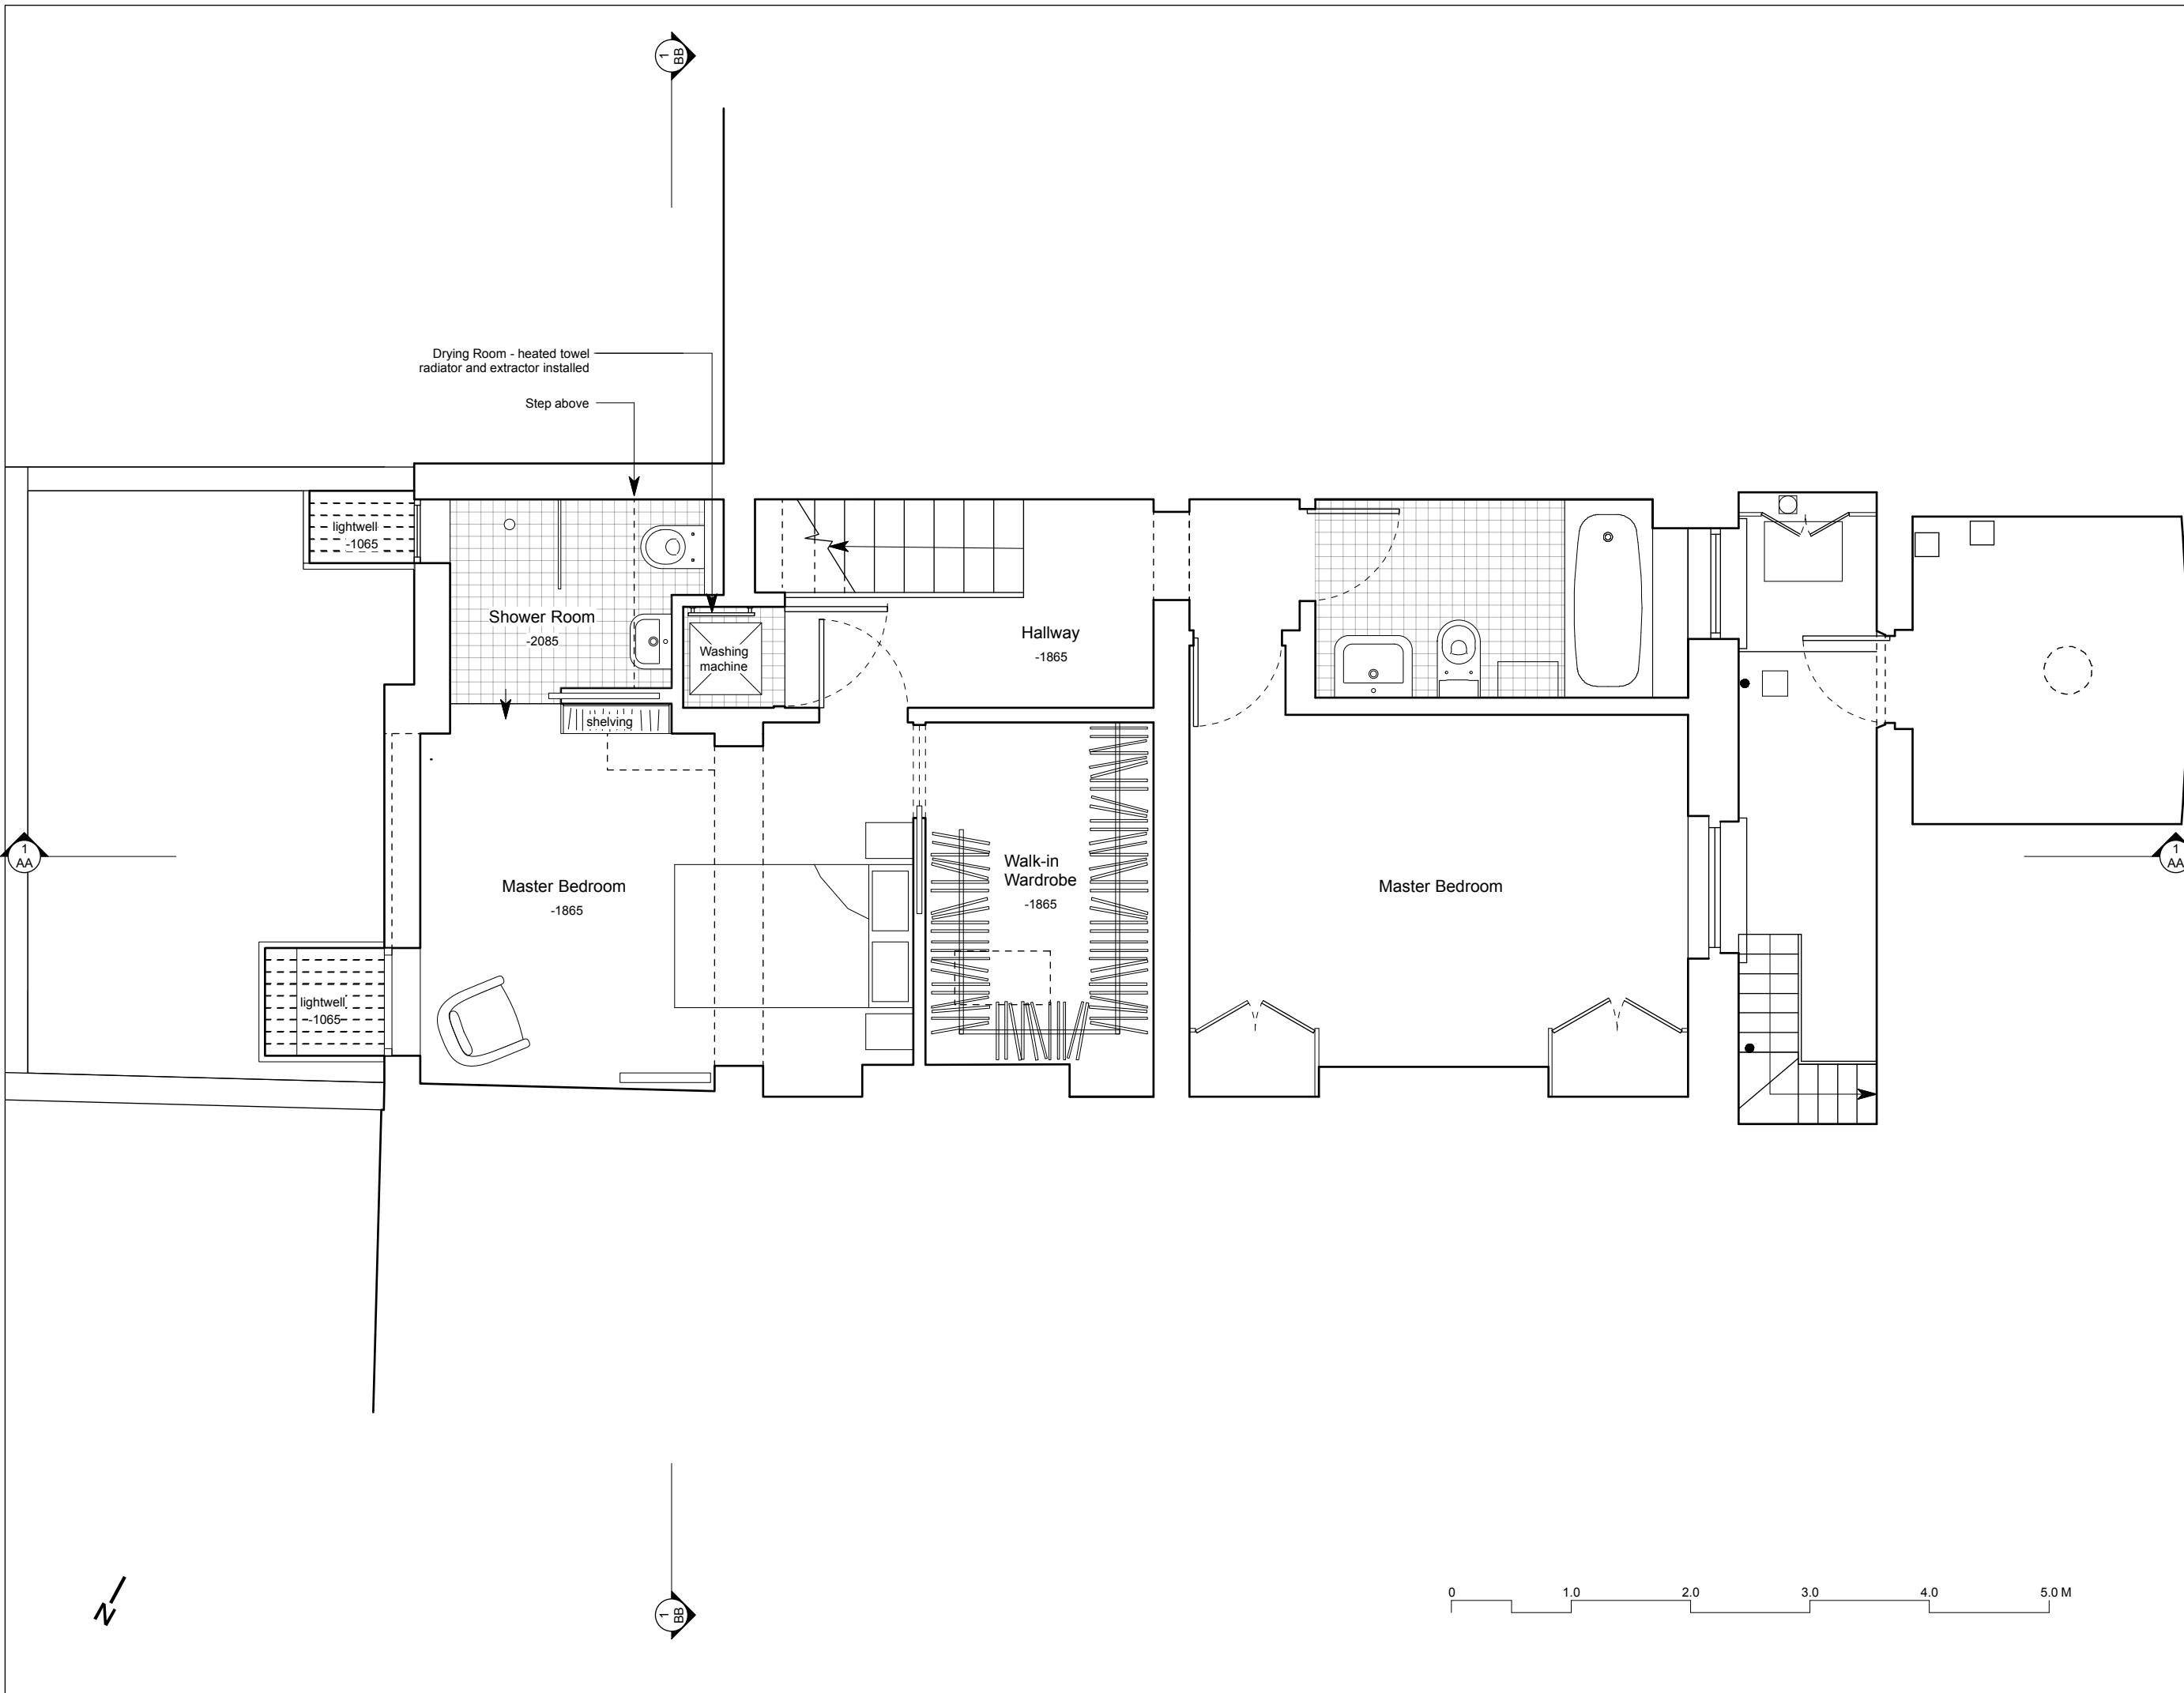 1
BB
Drying Room - heated towel
radiator and extractor installed
Step above
lightwell
-1065
Shower Room
-2085
Washing
machine
Hallway
-1865
shelving
1
AA
Master Bedroom
-1865
Walk-in
Wardrobe
-1865
Master Bedroom
1
AA
lightwell
-1065
N
1
BB
0 1.0 2.0 3.0 4.0 5.0 M